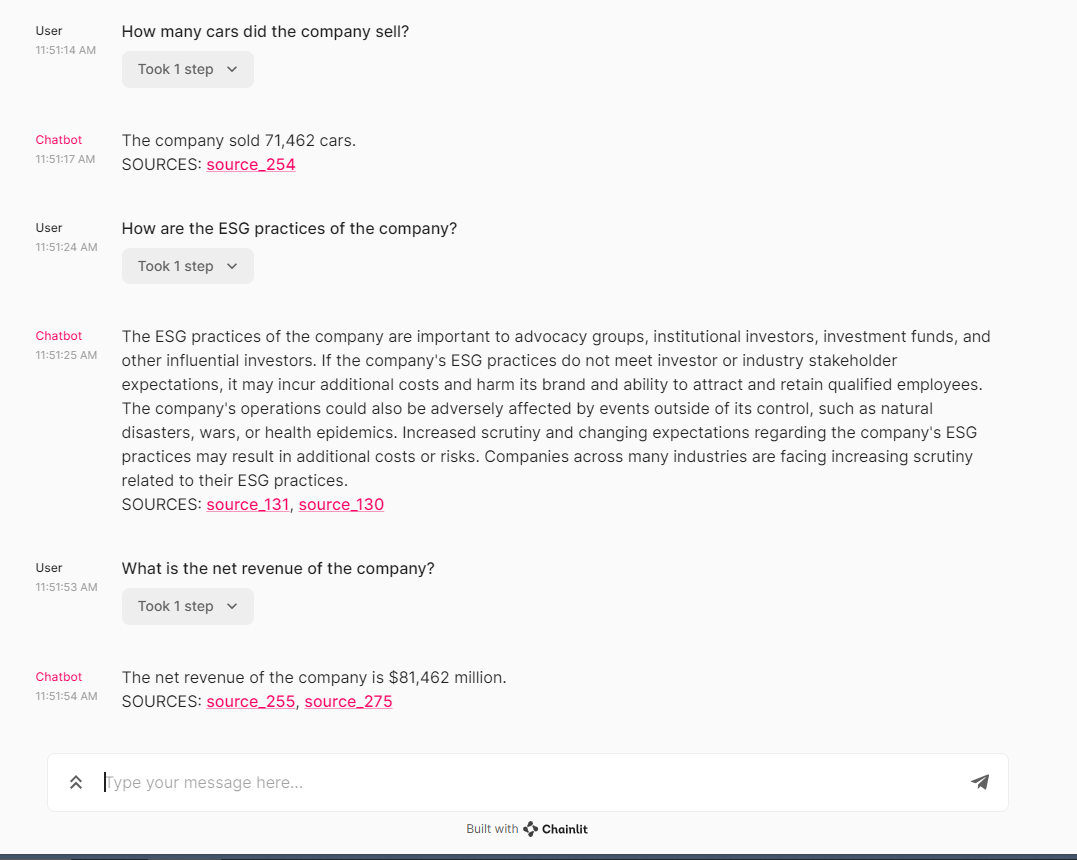 User How many cars did the company sell?
11:51:14 AM
Took 1 step
Chatbot The company sold 71,462 cars.
11:51:17 AM SOURCES: source_254
User How are the ESG practices of the company?
11:51:24 AM
Took 1 step
Chatbot The ESG practices of the company are important to advocacy groups, institutional investors, investment funds, and
11:51:25 AM other influential investors. If the company's ESG practices do not meet investor or industry stakeholder
expectations, it may incur additional costs and harm its brand and ability to attract and retain qualified employees.
The company's operations could also be adversely affected by events outside of its control, such as natural
disasters, wars, or health epidemics. Increased scrutiny and changing expectations regarding the company's ESG
practices may result in additional costs or risks. Companies across many industries are facing increasing scrutiny
related to their ESG practices.
SOURCES: source_131, source_130
User What is the net revenue of the company?
11:51:53 AM
Took 1 step
Chatbot The net revenue of the company is $81,462 million.
11:51:54 AM SOURCES: source_255, source_275
Type your message here...
Built with Chainlit